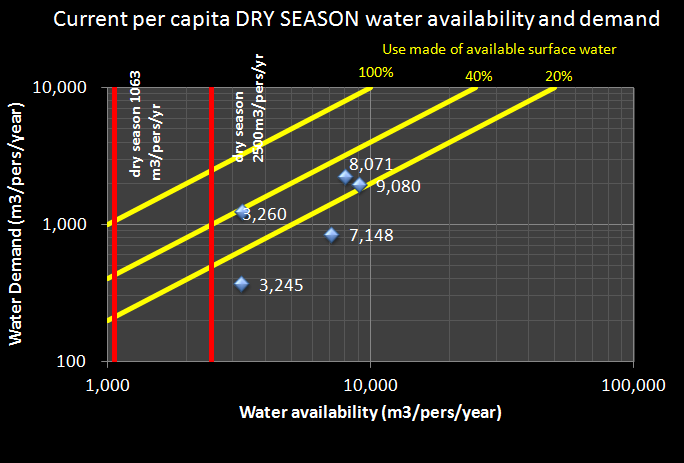 Current per capita DRY SEASON water availability and demand
Use made of available surface water
100%
40%
20%
10,000
1,000
100
Water Demand (m3/pers/year)
dry season 1063
m3/pers/yr
dry season
2500m3/pers/yr
8,071
9,080
3,260
7,148
3,245
1,000
10,000
100,000
Water availability (m3/pers/year)